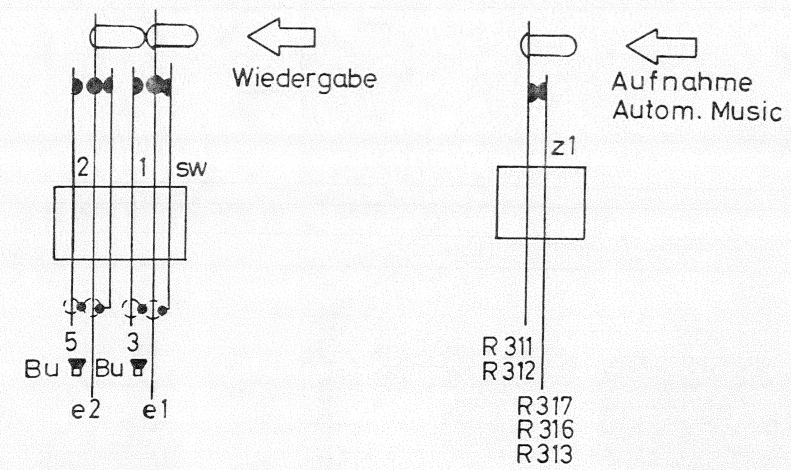 Wiedergabe
2 1 sw
5 3
Bu Bu
e2 e1
Aufnahme
Autom. Music
z1
R311
R312
R317
R316
R313